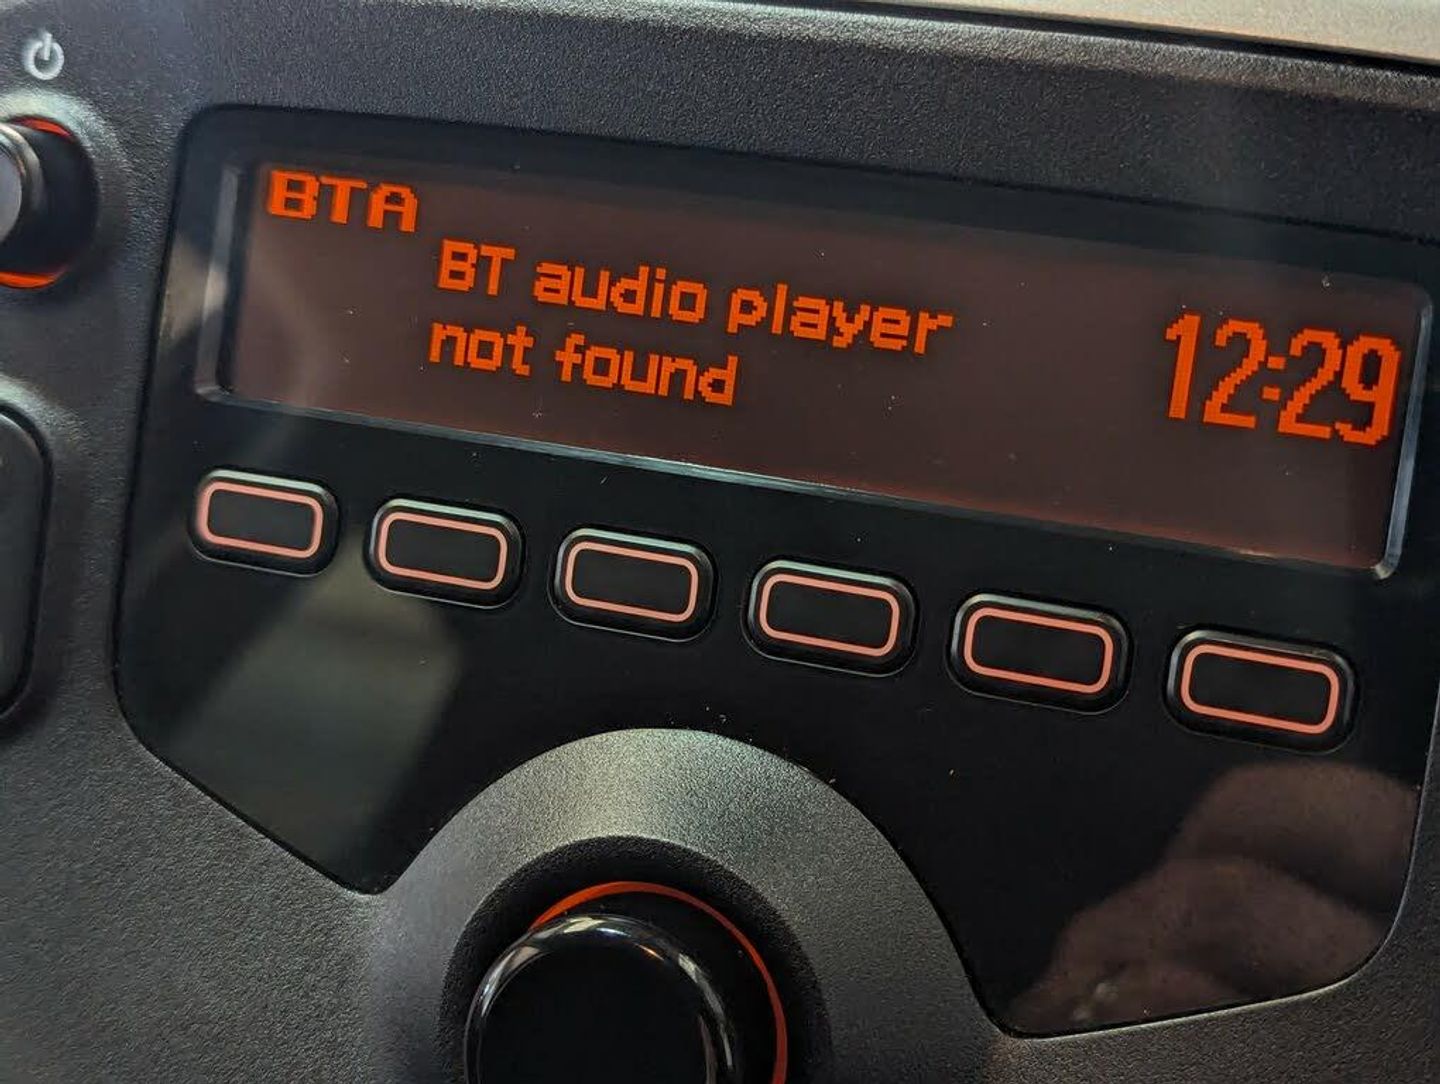 BTA
BT audio player
not found
12:29